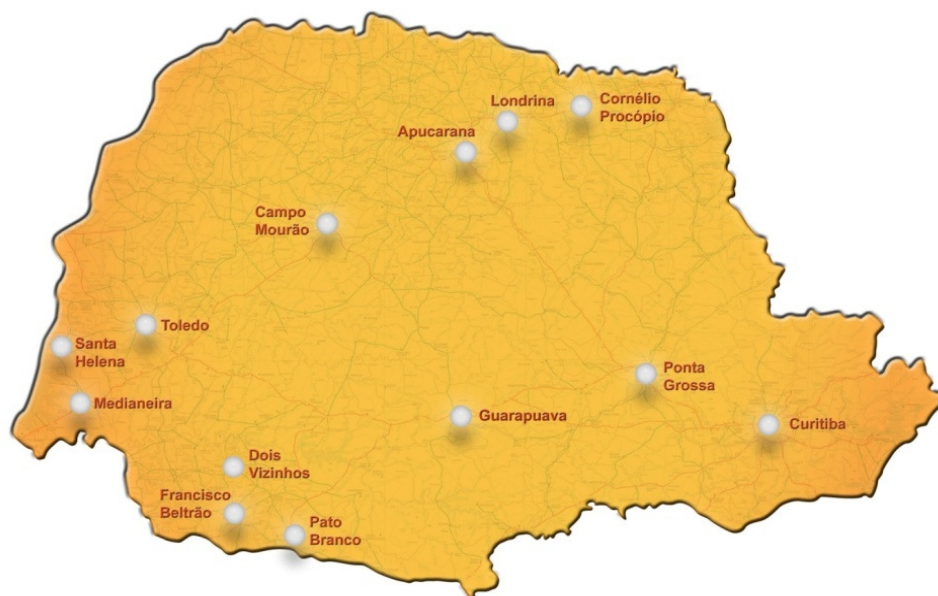 Londrina
Cornélio
Procópio
Apucarana
Campo
Mourão
Toledo
Santa
Helena
Ponta
Grossa
Medianeira
Guarapuava
Curitiba
Dois
Vizinhos
Francisco
Beltrão
Pato
Branco